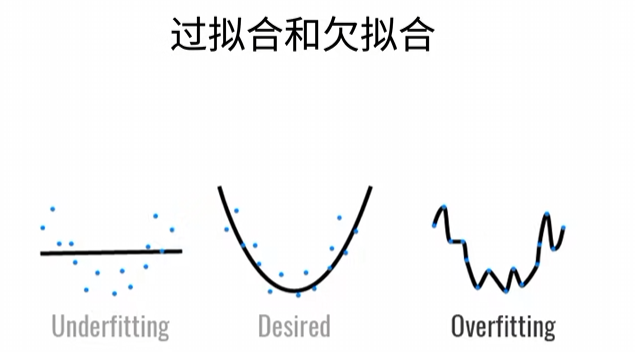 过拟合和欠拟合
Underfitting
Desired
Overfitting